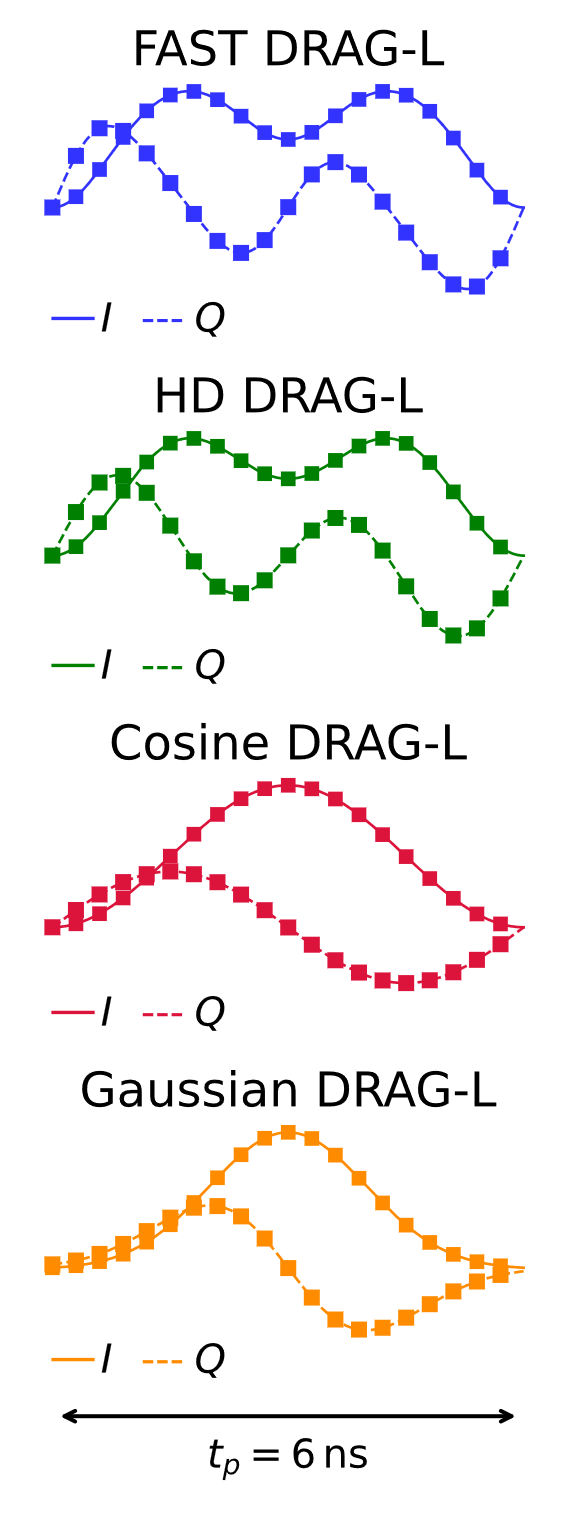 FAST DRAG-L
I Q
HD DRAG-L
I Q
Cosine DRAG-L
I Q
Gaussian DRAG-L
I Q
t_p = 6 ns